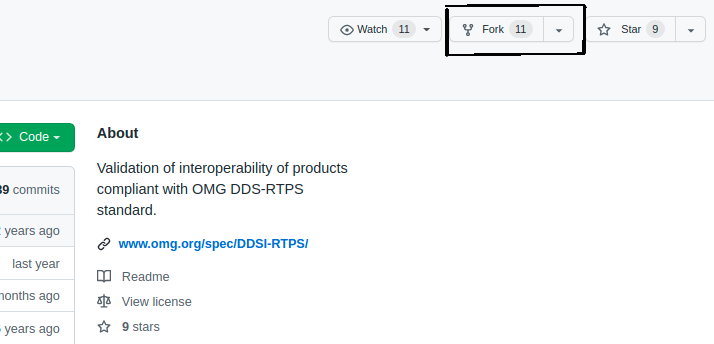 Watch 11
Fork 11
Star 9
Code
About
Validation of interoperability of products
compliant with OMG DDS-RTPS
standard.
www.omg.org/spec/DDSI-RTPS/
39 commits
years ago
last year
months ago
years ago
Readme
View license
9 stars